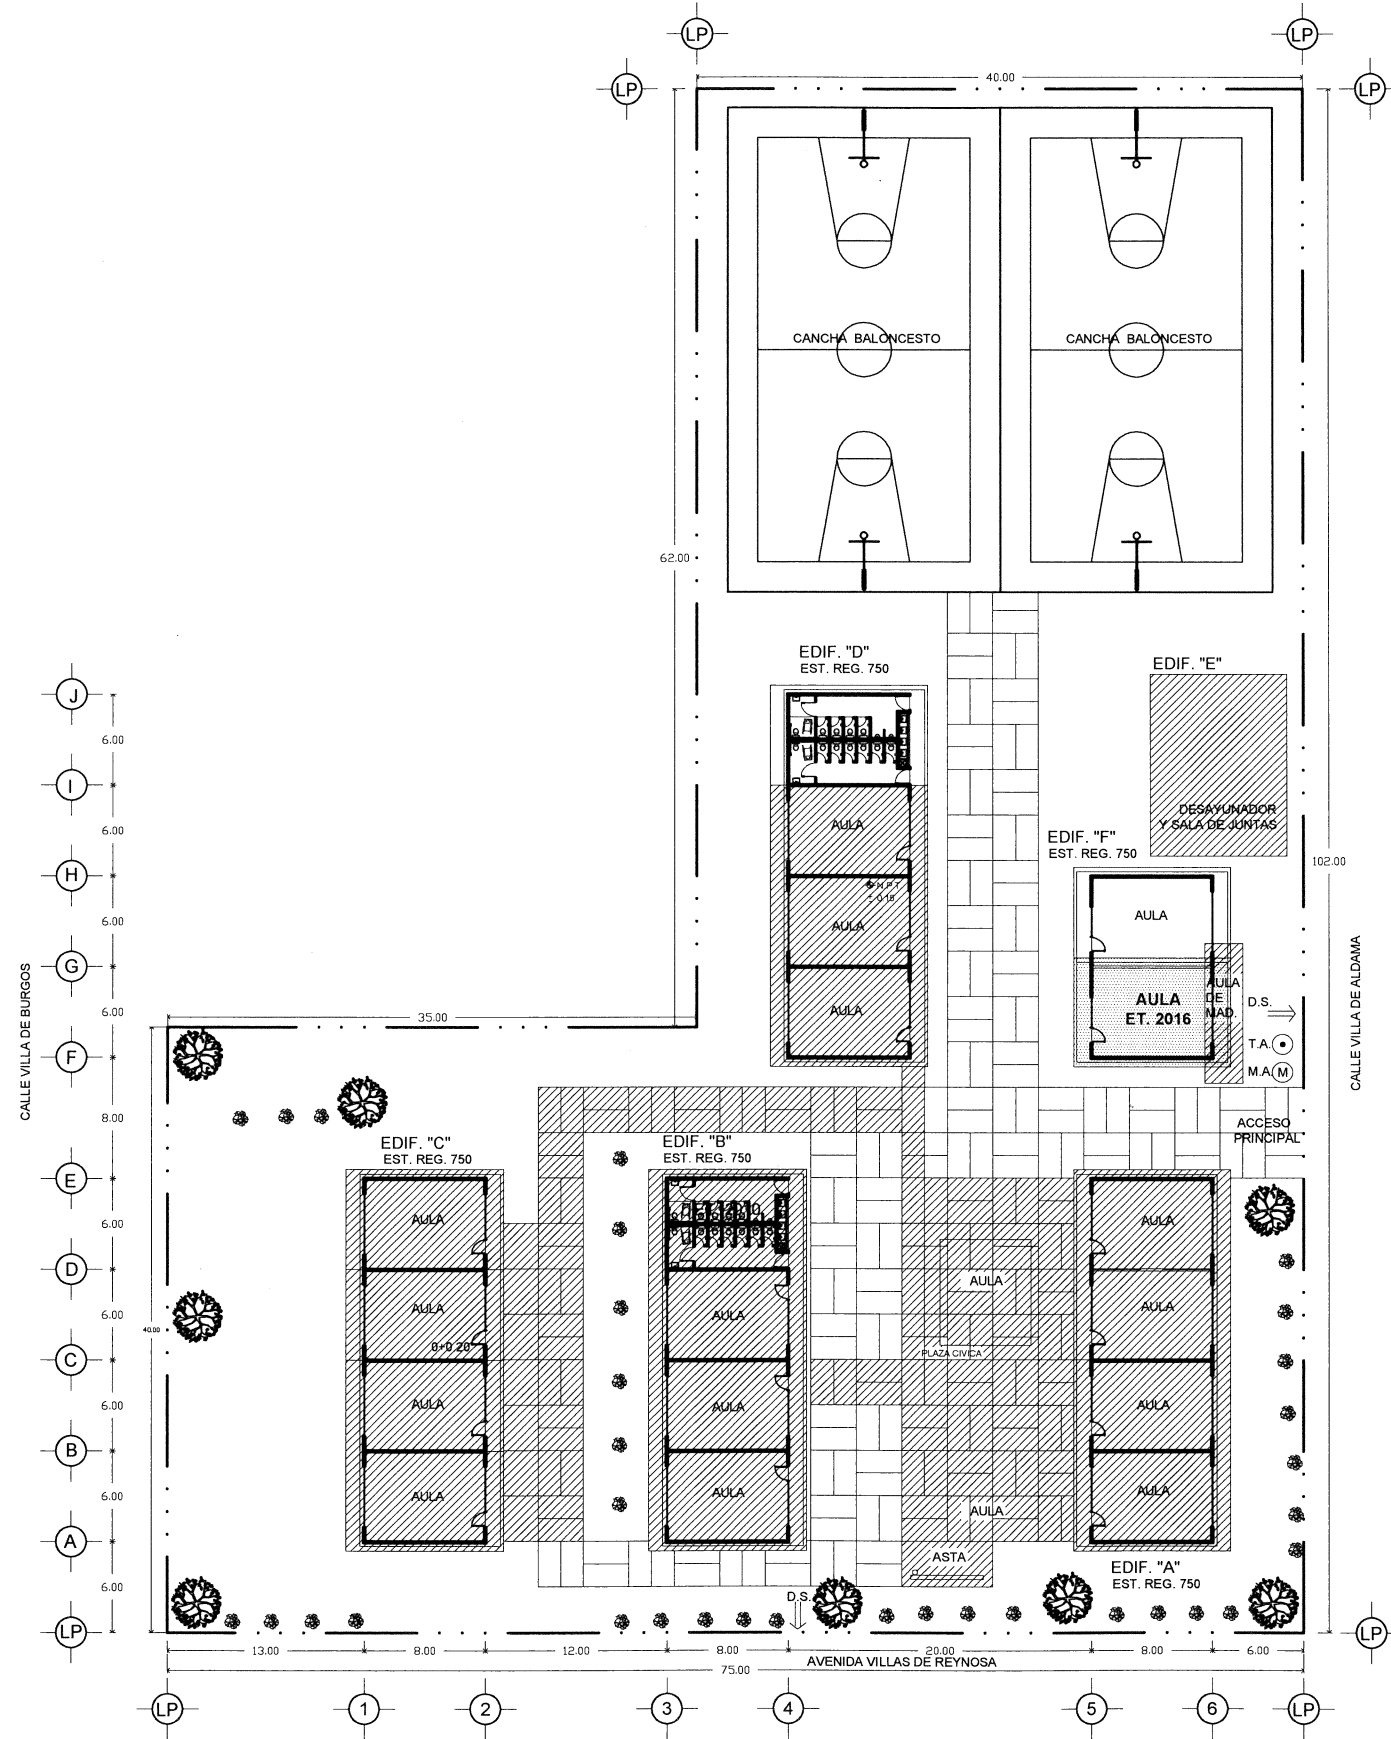 LP
LP
LP
40.00
LP
CANCHA BALONCESTO
CANCHA BALONCESTO
62.00
EDIF. "D"
EST. REG. 750
EDIF. "E"
DESAYUNADOR
Y SALA DE JUNTAS
J
6.00
I
6.00
H
6.00
G
6.00
F
8.00
E
6.00
D
6.00
C
6.00
B
6.00
A
6.00
LP
CALLE VILLA DE BURGOS
AULA
N.P.T
± 0.15
AULA
AULA
EDIF. "F"
EST. REG. 750
AULA
AULA
ET. 2016
AULA
DE
MAD.
D.S.
T.A.
M.A.
M
102.00
CALLE VILLA DE ALDAMA
35.00
40.00
ACCESO
PRINCIPAL
EDIF. "C"
EST. REG. 750
AULA
AULA
0+0.20
AULA
AULA
EDIF. "B"
EST. REG. 750
AULA
AULA
AULA
AULA
PLAZA CIVICA
AULA
ASTA
AULA
AULA
AULA
AULA
EDIF. "A"
EST. REG. 750
D.S.
LP
13.00
8.00
12.00
8.00
20.00
8.00
6.00
75.00
AVENIDA VILLAS DE REYNOSA
LP
1
2
3
4
5
6
LP